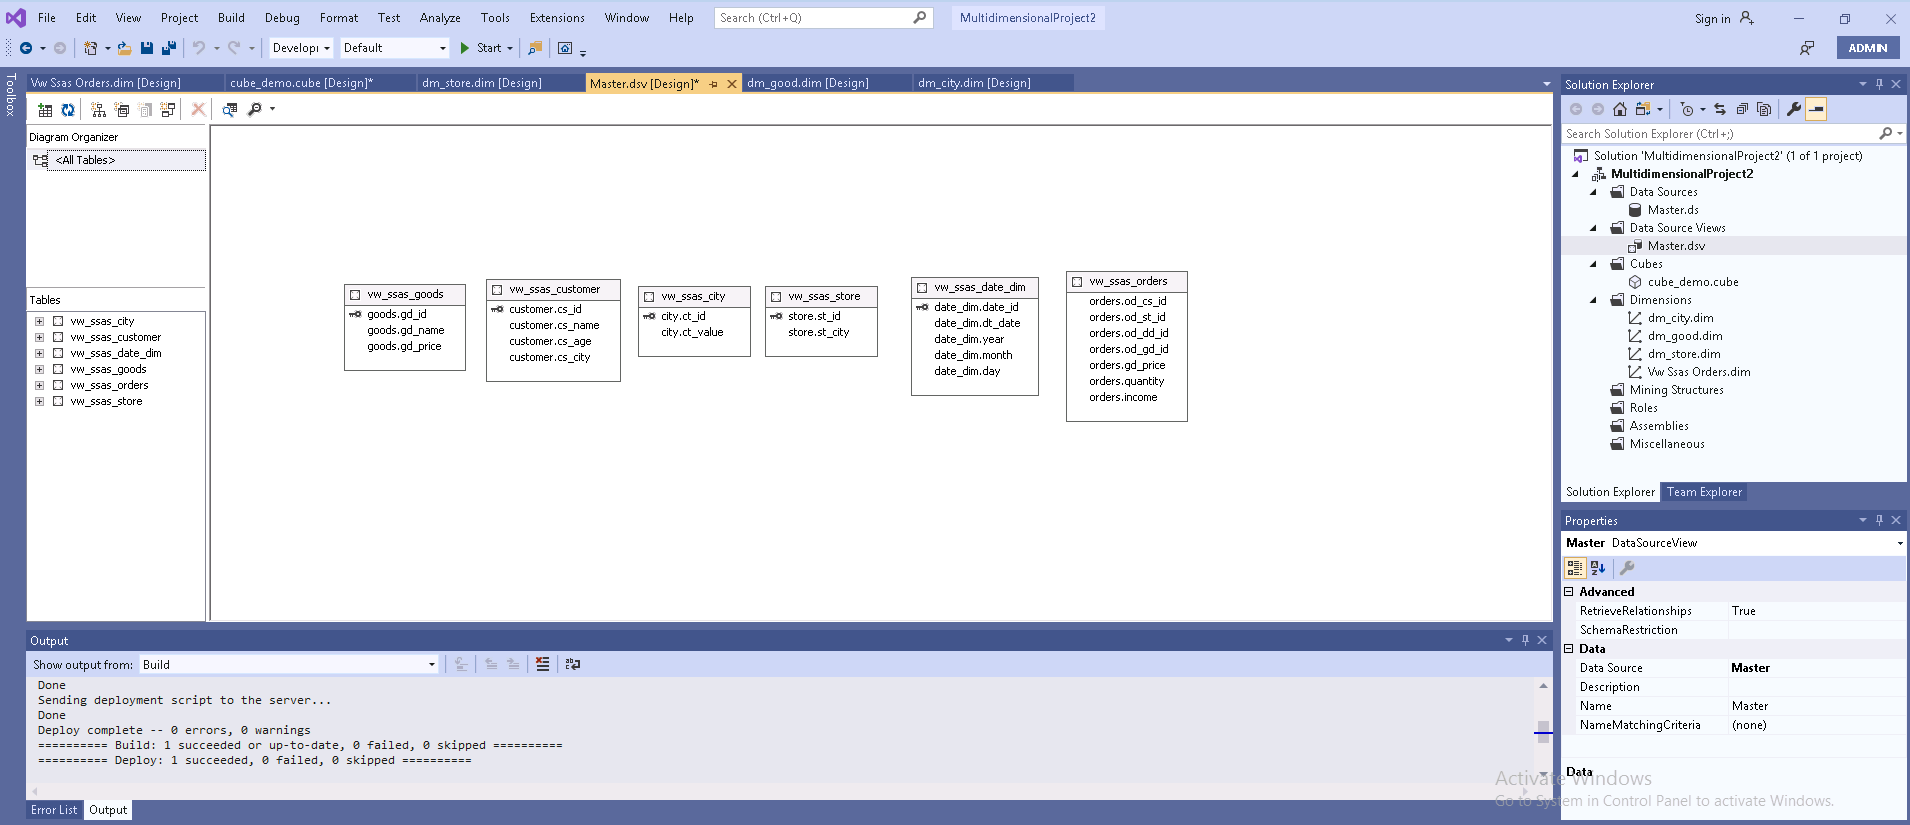 File Edit View Project Build Debug Format Test Analyze Tools Extensions Window Help Search (Ctrl+Q) MultidimensionalProject2 Sign in
Developi Default Start ADMIN
Toolbox
Vw Ssas Orders.dim [Design] cube_demo.cube [Design]* dm_store.dim [Design] Master.dsv [Design]* dm_good.dim [Design] dm_city.dim [Design]
Diagram Organizer
<All Tables>
Tables
vw_ssas_city
vw_ssas_customer
vw_ssas_date_dim
vw_ssas_goods
vw_ssas_orders
vw_ssas_store
vw_ssas_goods
goods.gd_id
goods.gd_name
goods.gd_price
vw_ssas_customer
customer.cs_id
customer.cs_name
customer.cs_age
customer.cs_city
vw_ssas_city
city.ct_id
city.ct_value
vw_ssas_store
store.st_id
store.st_city
vw_ssas_date_dim
date_dim.date_id
date_dim.dt_date
date_dim.year
date_dim.month
date_dim.day
vw_ssas_orders
orders.od_cs_id
orders.od_st_id
orders.od_dd_id
orders.od_gd_id
orders.gd_price
orders.quantity
orders.income
Solution Explorer
Search Solution Explorer (Ctrl+;)
Solution 'MultidimensionalProject2' (1 of 1 project)
MultidimensionalProject2
Data Sources
Master.ds
Data Source Views
Master.dsv
Cubes
cube_demo.cube
Dimensions
dm_city.dim
dm_good.dim
dm_store.dim
Vw Ssas Orders.dim
Mining Structures
Roles
Assemblies
Miscellaneous
Solution Explorer Team Explorer
Properties
Master DataSourceView
Advanced
RetrieveRelationships True
SchemaRestriction
Data
Data Source Master
Description
Name Master
NameMatchingCriteria (none)
Data
Output
Show output from: Build
Done
Sending deployment script to the server...
Done
Deploy complete -- 0 errors, 0 warnings
========== Build: 1 succeeded or up-to-date, 0 failed, 0 skipped ==========
========== Deploy: 1 succeeded, 0 failed, 0 skipped ==========
Error List Output
Activate Windows
Go to System in Control Panel to activate Windows.